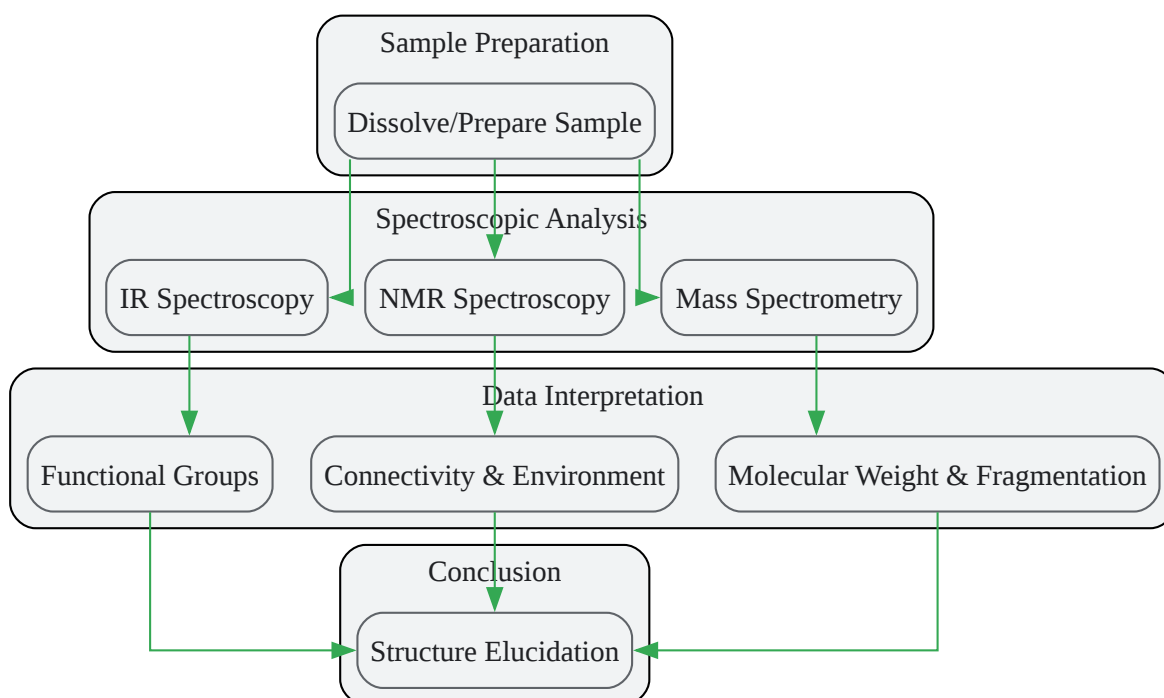 Sample Preparation
Dissolve/Prepare Sample
Spectroscopic Analysis
IR Spectroscopy
NMR Spectroscopy
Mass Spectrometry
Data Interpretation
Functional Groups
Connectivity & Environment
Molecular Weight & Fragmentation
Conclusion
Structure Elucidation